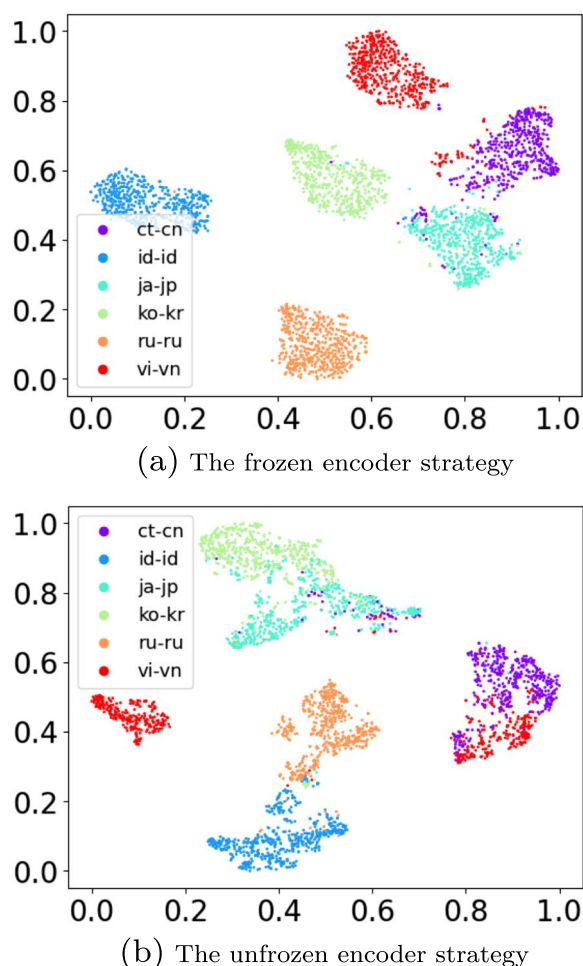 1.0
0.8
0.6
0.4
0.2
0.0
ct-cn
id-id
ja-jp
ko-kr
ru-ru
vi-vn
0.0 0.2 0.4 0.6 0.8 1.0
(a) The frozen encoder strategy
1.0
0.8
0.6
0.4
0.2
0.0
ct-cn
id-id
ja-jp
ko-kr
ru-ru
vi-vn
0.0 0.2 0.4 0.6 0.8 1.0
(b) The unfrozen encoder strategy